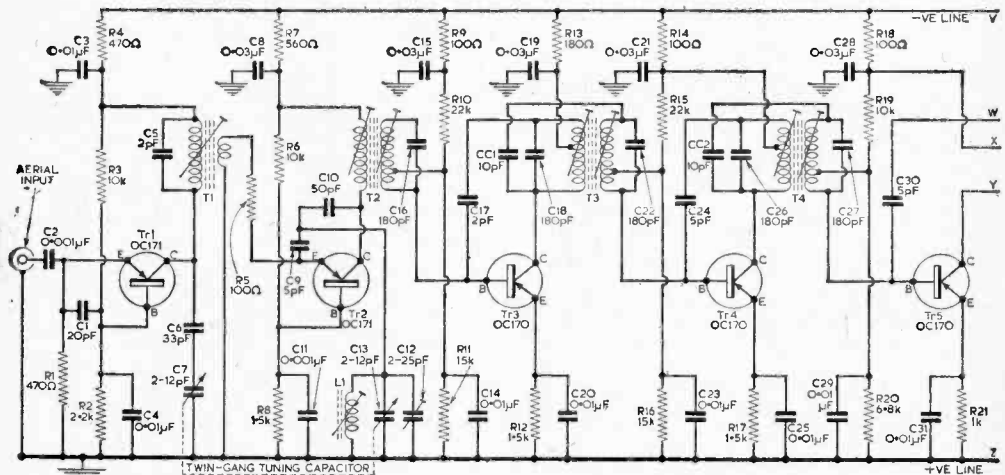 R4
470Ω
C3
0·01μF
R7
560Ω
C8
0·03μF
C15
0·03μF
R9
100Ω
C19
0·03μF
R13
180Ω
C21
0·03μF
R14
100Ω
C28
0·03μF
R18
100Ω
-VE LINE
V
C5
2pF
T1
R3
10k
R6
10k
C10
50pF
T2
C16
180pF
R10
22k
CC1
10pF
C17
2pF
C18
180pF
T3
C22
180pF
R15
22k
CC2
10pF
C24
5pF
C26
180pF
T4
C27
180pF
R19
10k
C30
5pF
W
X
Y
AERIAL
INPUT
C2
0·001μF
Tr1
OC171
E
C
B
C1
20pF
R5
100Ω
C9
5pF
E
C
B
Tr2
OC171
B
C
E
Tr3
OC170
B
C
E
Tr4
OC170
B
C
E
Tr5
OC170
C6
33pF
C7
2-12pF
R1
470Ω
R2
2·2k
C4
0·01μF
R8
1·5k
C11
0·001μF
L1
C13
2-12pF
C12
2-25pF
R11
15k
C14
0·01μF
R12
1·5k
C20
0·01μF
R16
15k
C23
0·01μF
R17
1·5k
C25
0·01μF
C29
0·01
μF
R20
6·8k
C31
0·01μF
R21
1k
TWIN-GANG TUNING CAPACITOR
+VE LINE
Z